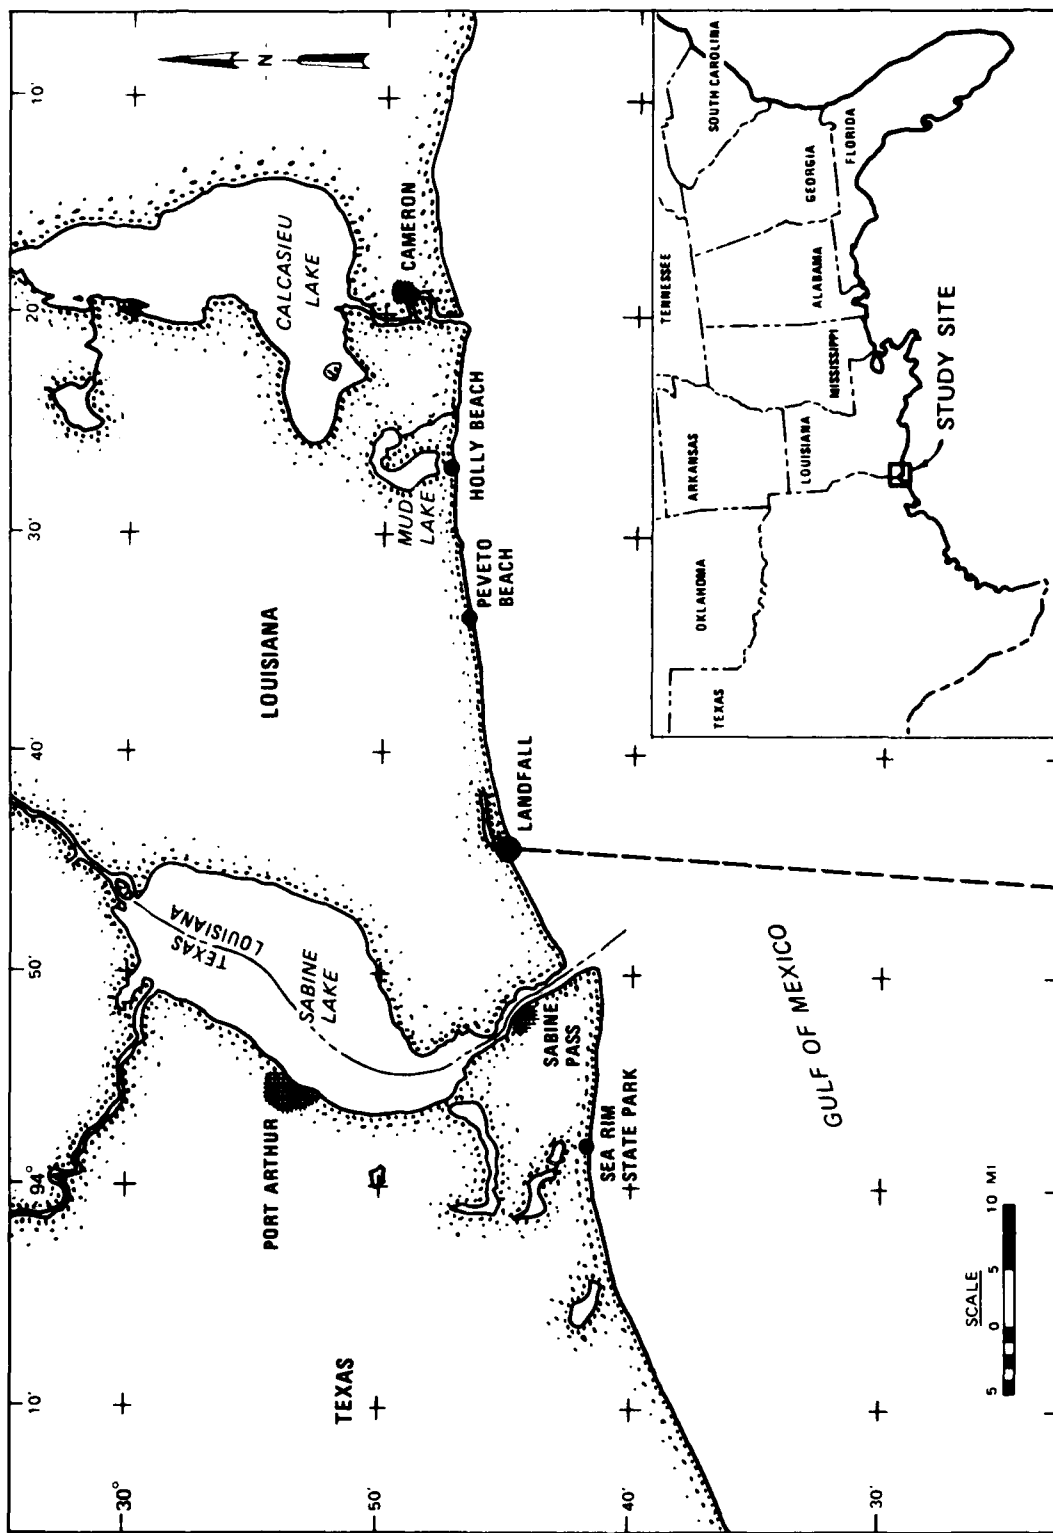 10'
94°
50'
40'
30'
20'
10'
30°
50'
40'
30'
N
TEXAS
LOUISIANA
PORT ARTHUR
TEXAS
LOUISIANA
SABINE
LAKE
CALCASIEU
LAKE
MUD
LAKE
CAMERON
HOLLY BEACH
PEVETO
BEACH
LANDFALL
SABINE
PASS
SEA RIM
STATE PARK
GULF OF MEXICO
SCALE
5 0 5 10 MI
TEXAS
OKLAHOMA
ARKANSAS
TENNESSEE
SOUTH CAROLINA
LOUISIANA
MISSISSIPPI
ALABAMA
GEORGIA
FLORIDA
STUDY SITE